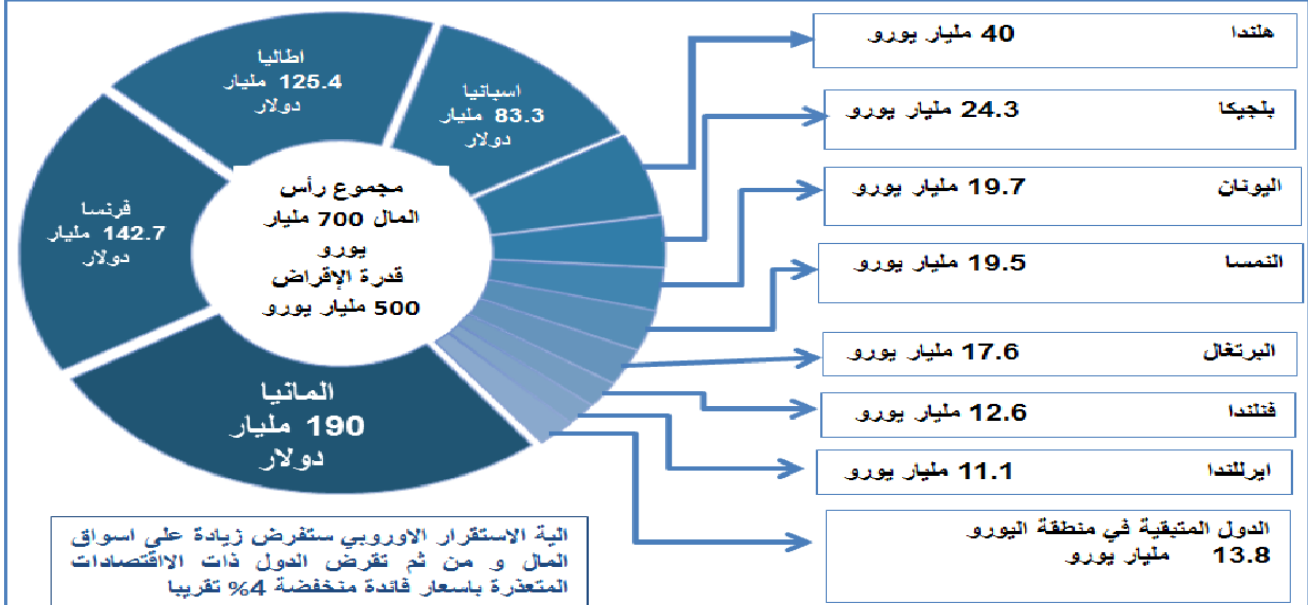 هلندا 40 مليار يورو
بلجيكا 24.3 مليار يورو
اليونان 19.7 مليار يورو
النمسا 19.5 مليار يورو
البرتغال 17.6 مليار يورو
فنلندا 12.6 مليار يورو
ايرللندا 11.1 مليار يورو
الدول المتبقية في منطقة اليورو
13.8 مليار يورو
اسبانيا
83.3 مليار
دولار
اطاليا
125.4 مليار
دولار
فرنسا
142.7 مليار
دولار
المانيا
190 مليار
دولار
مجموع رأس
المال 700 مليار
يورو
قدرة الإقراض
500 مليار يورو
الية الاستقرار الاوروبي ستفرض زيادة على اسواق
المال و من ثم تقرض الدول ذات الااقتصادات
المتعذرة باسعار فائدة منخفضة 4% تقريبا